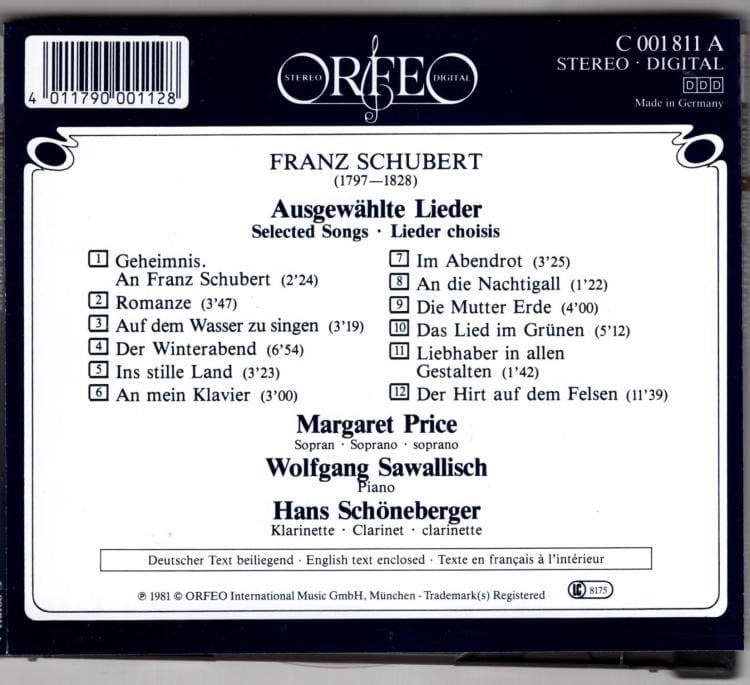 4 011790 001128
STEREO ORFEO DIGITAL
C 001811 A
STEREO · DIGITAL
DDD
Made in Germany
FRANZ SCHUBERT
(1797—1828)
Ausgewählte Lieder
Selected Songs · Lieder choisis
1 Geheimnis.
An Franz Schubert (2'24)
2 Romanze (3'47)
3 Auf dem Wasser zu singen (3'19)
4 Der Winterabend (6'54)
5 Ins stille Land (3'23)
6 An mein Klavier (3'00)
7 Im Abendrot (3'25)
8 An die Nachtigall (1'22)
9 Die Mutter Erde (4'00)
10 Das Lied im Grünen (5'12)
11 Liebhaber in allen
Gestalten (1'42)
12 Der Hirt auf dem Felsen (11'39)
Margaret Price
Sopran · Soprano · soprano
Wolfgang Sawallisch
Piano
Hans Schöneberger
Klarinette · Clarinet · clarinette
Deutscher Text beiliegend · English text enclosed · Texte en français à l'intérieur
℗ 1981 © ORFEO International Music GmbH, München - Trademark(s) Registered
LC 8175